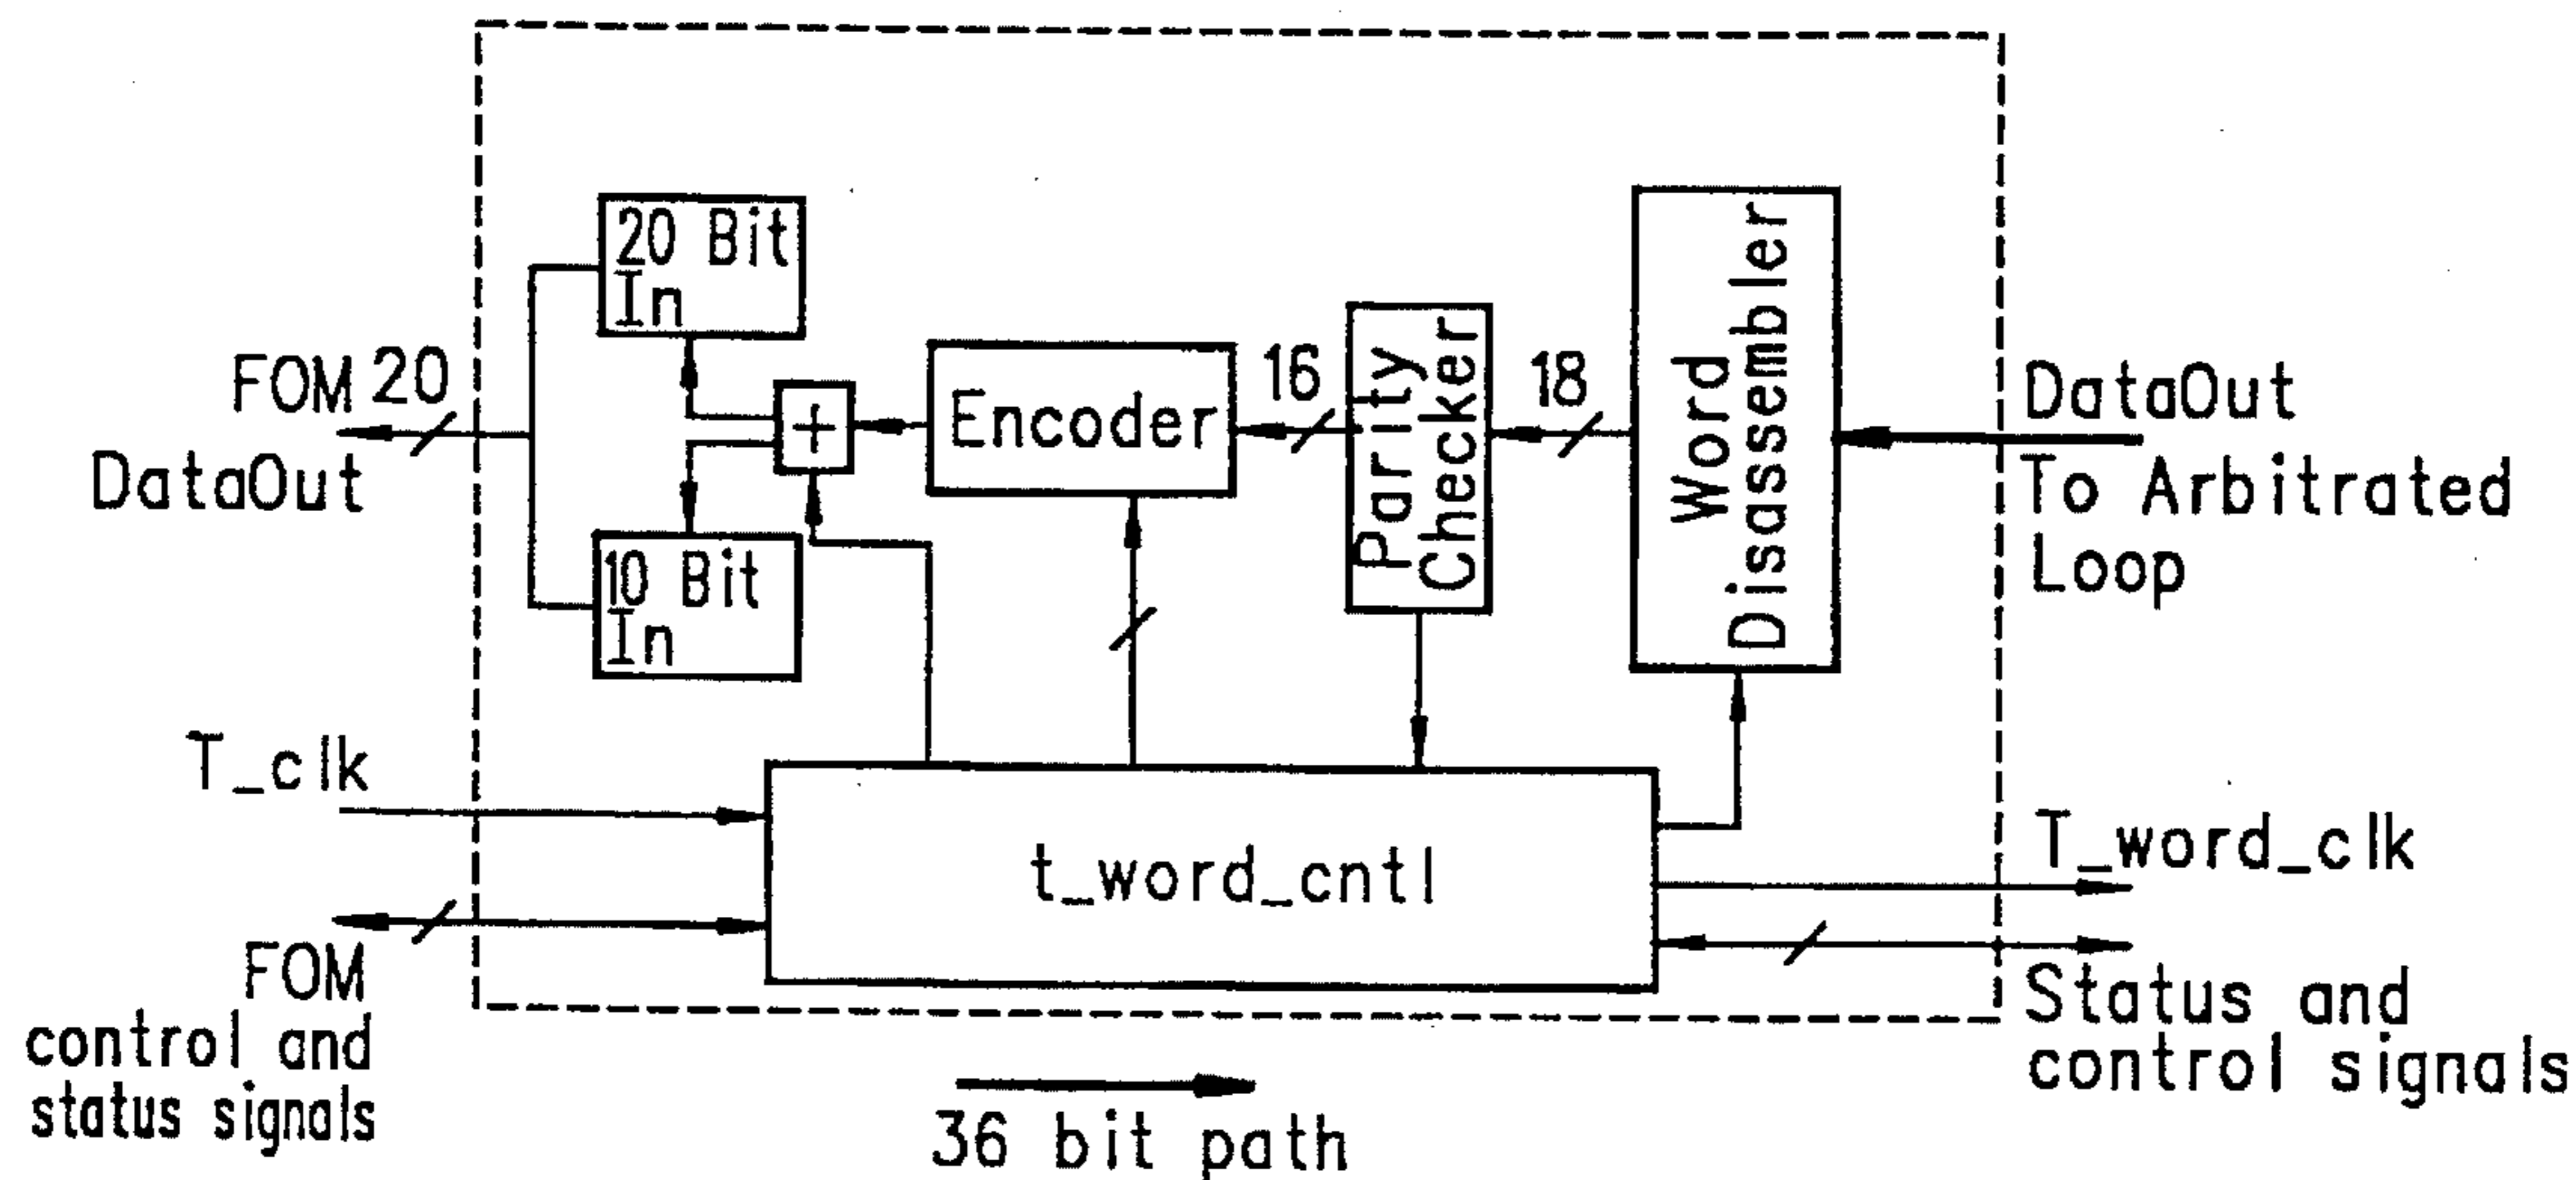 20 Bit
In
FOM 20
DataOut
10 Bit
In
+
Encoder
16
Parity
Checker
18
Word
Disassembler
DataOut
To Arbitrated
Loop
T_clk
t_word_cntl
T_word_clk
FOM
control and
status signals
Status and
control signals
36 bit path